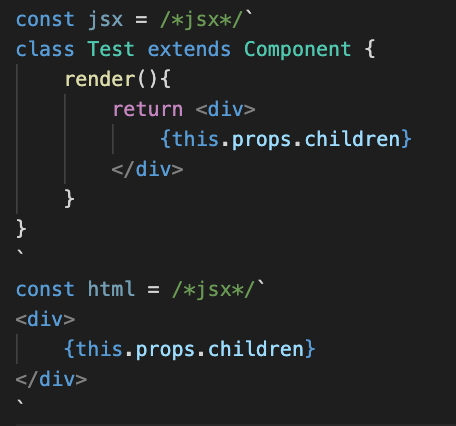 const jsx = /*jsx*/`
class Test extends Component {
    render(){
        return <div>
            {this.props.children}
        </div>
    }
}
`
const html = /*jsx*/`
<div>
    {this.props.children}
</div>
`